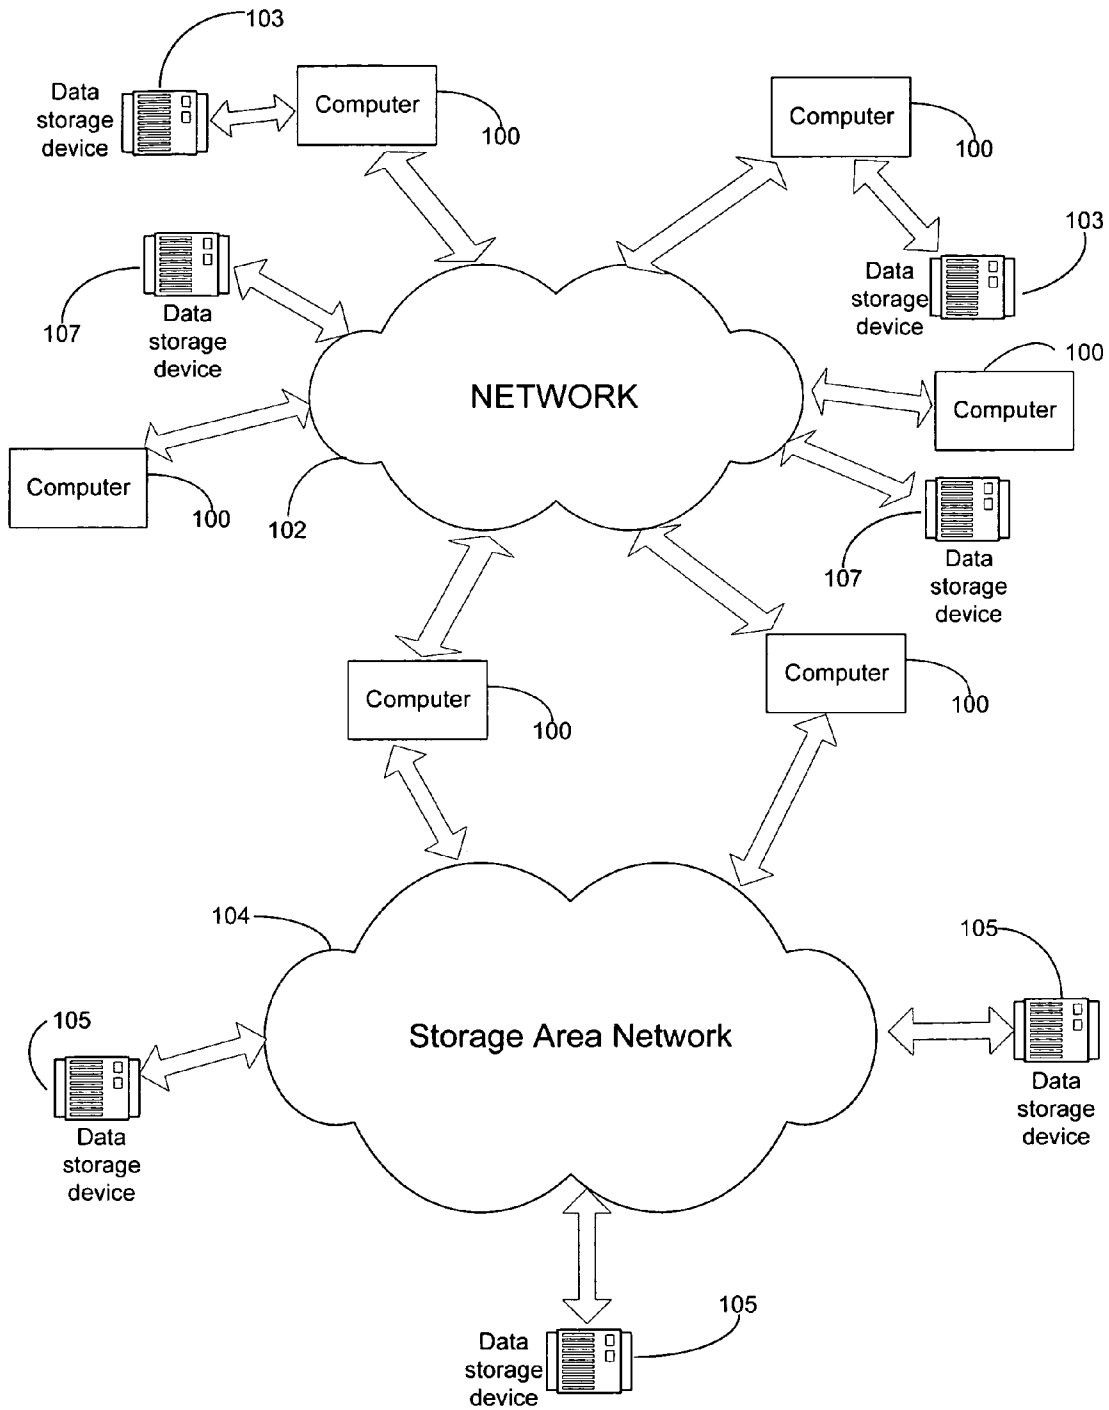 103
Data
storage
device
Computer
100
Computer
100
103
Data
storage
device
107
Data
storage
device
NETWORK
100
Computer
Computer
100
102
107
Data
storage
device
Computer
100
Computer
100
104
Storage Area Network
105
Data
storage
device
105
Data
storage
device
105
Data
storage
device